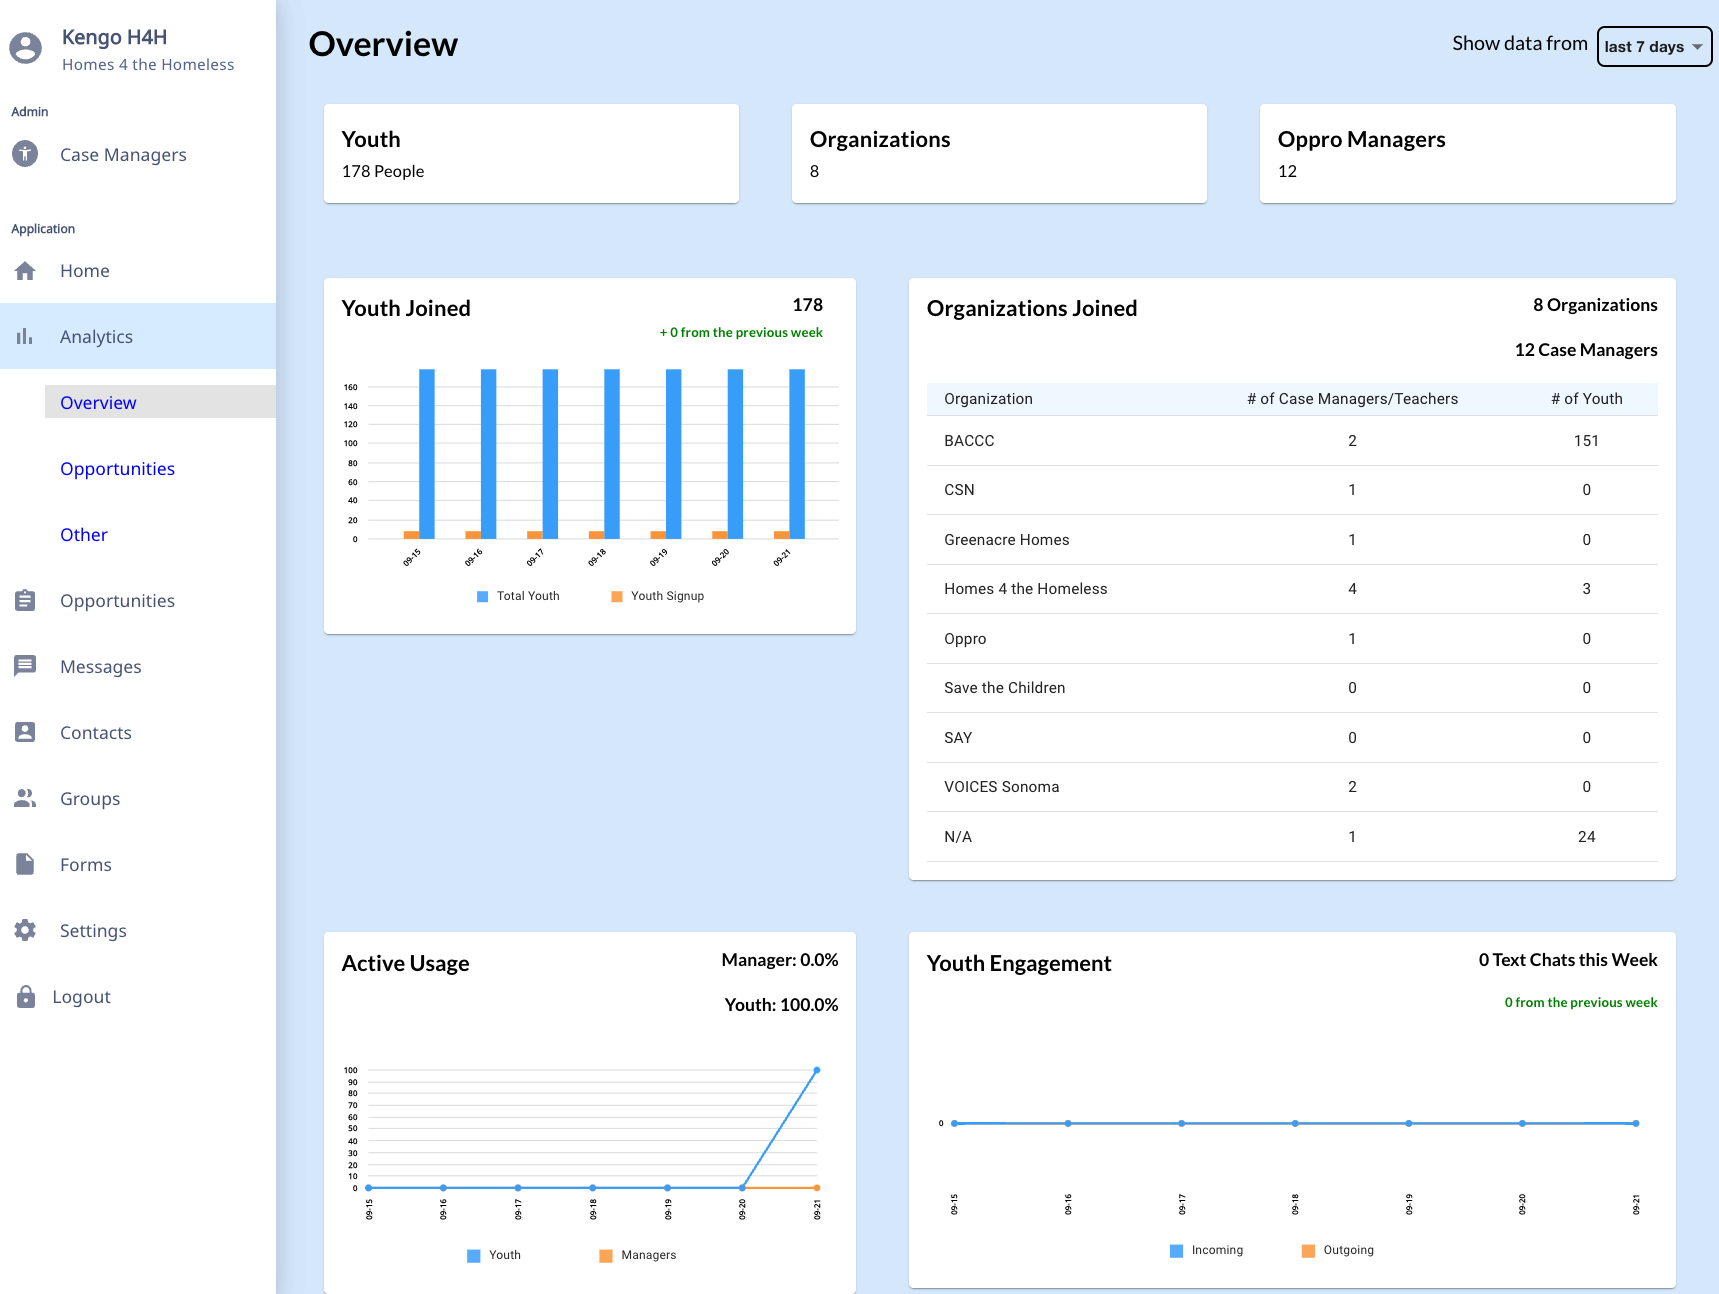 Kengo H4H
Homes 4 the Homeless
Admin
Case Managers
Application
Home
Analytics
Overview
Opportunities
Other
Opportunities
Messages
Contacts
Groups
Forms
Settings
Logout
Overview
Show data from last 7 days
Youth
178 People
Organizations
8
Oppro Managers
12
Youth Joined
178
+ 0 from the previous week
160
140
120
100
80
60
40
20
0
09-15 09-16 09-17 09-18 09-19 09-20 09-21
Total Youth Youth Signup
Organizations Joined
8 Organizations
12 Case Managers
Organization # of Case Managers/Teachers # of Youth
BACCC 2 151
CSN 1 0
Greenacre Homes 1 0
Homes 4 the Homeless 4 3
Oppro 1 0
Save the Children 0 0
SAY 0 0
VOICES Sonoma 2 0
N/A 1 24
Active Usage
Manager: 0.0%
Youth: 100.0%
100
90
80
70
60
50
40
30
20
10
0
09-15 09-16 09-17 09-18 09-19 09-20 09-21
Youth Managers
Youth Engagement
0 Text Chats this Week
0 from the previous week
0
09-15 09-16 09-17 09-18 09-19 09-20 09-21
Incoming Outgoing